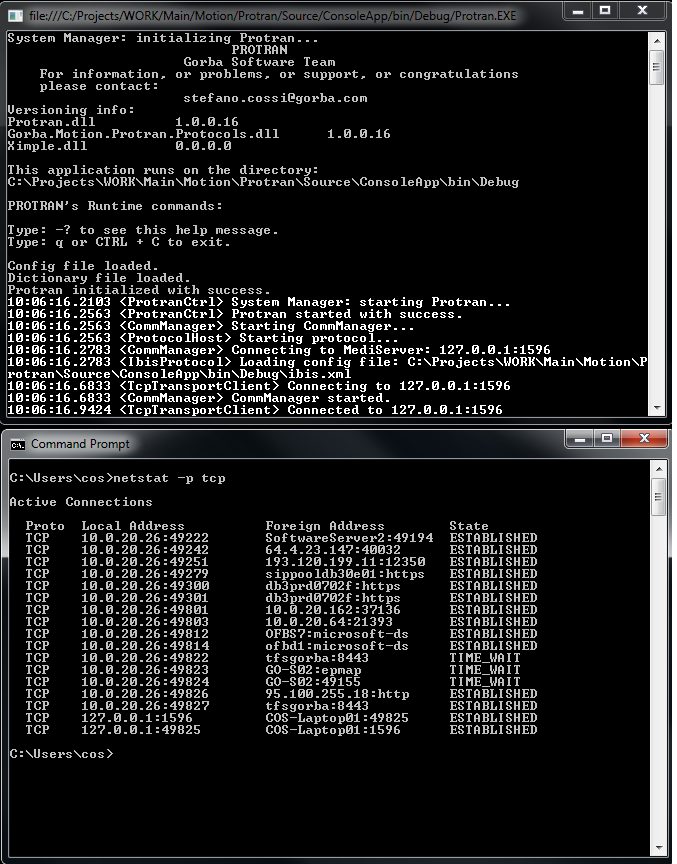 file:///C:/Projects/WORK/Main/Motion/Protran/Source/ConsoleApp/bin/Debug/Protran.EXE
System Manager: initializing Protran...
PROTRAN
Gorba Software Team
For information, or problems, or support, or congratulations
please contact:
stefano.cossi@gorba.com
Versioning info:
Protran.dll 1.0.0.16
Gorba.Motion.Protran.Protocols.dll 1.0.0.16
Ximple.dll 0.0.0.0
This application runs on the directory:
C:\Projects\WORK\Main\Motion\Protran\Source\ConsoleApp\bin\Debug
PROTRAN's Runtime commands:
Type: -? to see this help message.
Type: q or CTRL + C to exit.
Config file loaded.
Dictionary file loaded.
Protran initialized with success.
10:06:16.2103 <ProtranCtrl> System Manager: starting Protran...
10:06:16.2563 <ProtranCtrl> Protran started with success.
10:06:16.2563 <CommManager> Starting CommManager...
10:06:16.2563 <ProtocolHost> Starting protocol...
10:06:16.2783 <CommManager> Connecting to MediServer: 127.0.0.1:1596
10:06:16.2783 <IbisProtocol> Loading config file: C:\Projects\WORK\Main\Motion\P
rotran\Source\ConsoleApp\bin\Debug\ibis.xml
10:06:16.6833 <TcpTransportClient> Connecting to 127.0.0.1:1596
10:06:16.6833 <CommManager> CommManager started.
10:06:16.9424 <TcpTransportClient> Connected to 127.0.0.1:1596
Command Prompt
C:\Users\cos>netstat -p tcp
Active Connections
Proto Local Address Foreign Address State
TCP 10.0.20.26:49222 SoftwareServer2:49194 ESTABLISHED
TCP 10.0.20.26:49242 64.4.23.147:40032 ESTABLISHED
TCP 10.0.20.26:49251 193.120.199.11:12350 ESTABLISHED
TCP 10.0.20.26:49279 sippooldb30e01:https ESTABLISHED
TCP 10.0.20.26:49300 db3prd0702f:https ESTABLISHED
TCP 10.0.20.26:49301 db3prd0702f:https ESTABLISHED
TCP 10.0.20.26:49801 10.0.20.162:37136 ESTABLISHED
TCP 10.0.20.26:49803 10.0.20.64:21393 ESTABLISHED
TCP 10.0.20.26:49812 OFBS7:microsoft-ds ESTABLISHED
TCP 10.0.20.26:49814 ofbd1:microsoft-ds ESTABLISHED
TCP 10.0.20.26:49822 tfsgorba:8443 TIME_WAIT
TCP 10.0.20.26:49823 GO-S02:epmap TIME_WAIT
TCP 10.0.20.26:49824 GO-S02:49155 TIME_WAIT
TCP 10.0.20.26:49826 95.100.255.18:http ESTABLISHED
TCP 10.0.20.26:49827 tfsgorba:8443 ESTABLISHED
TCP 127.0.0.1:1596 COS-Laptop01:49825 ESTABLISHED
TCP 127.0.0.1:49825 COS-Laptop01:1596 ESTABLISHED
C:\Users\cos>